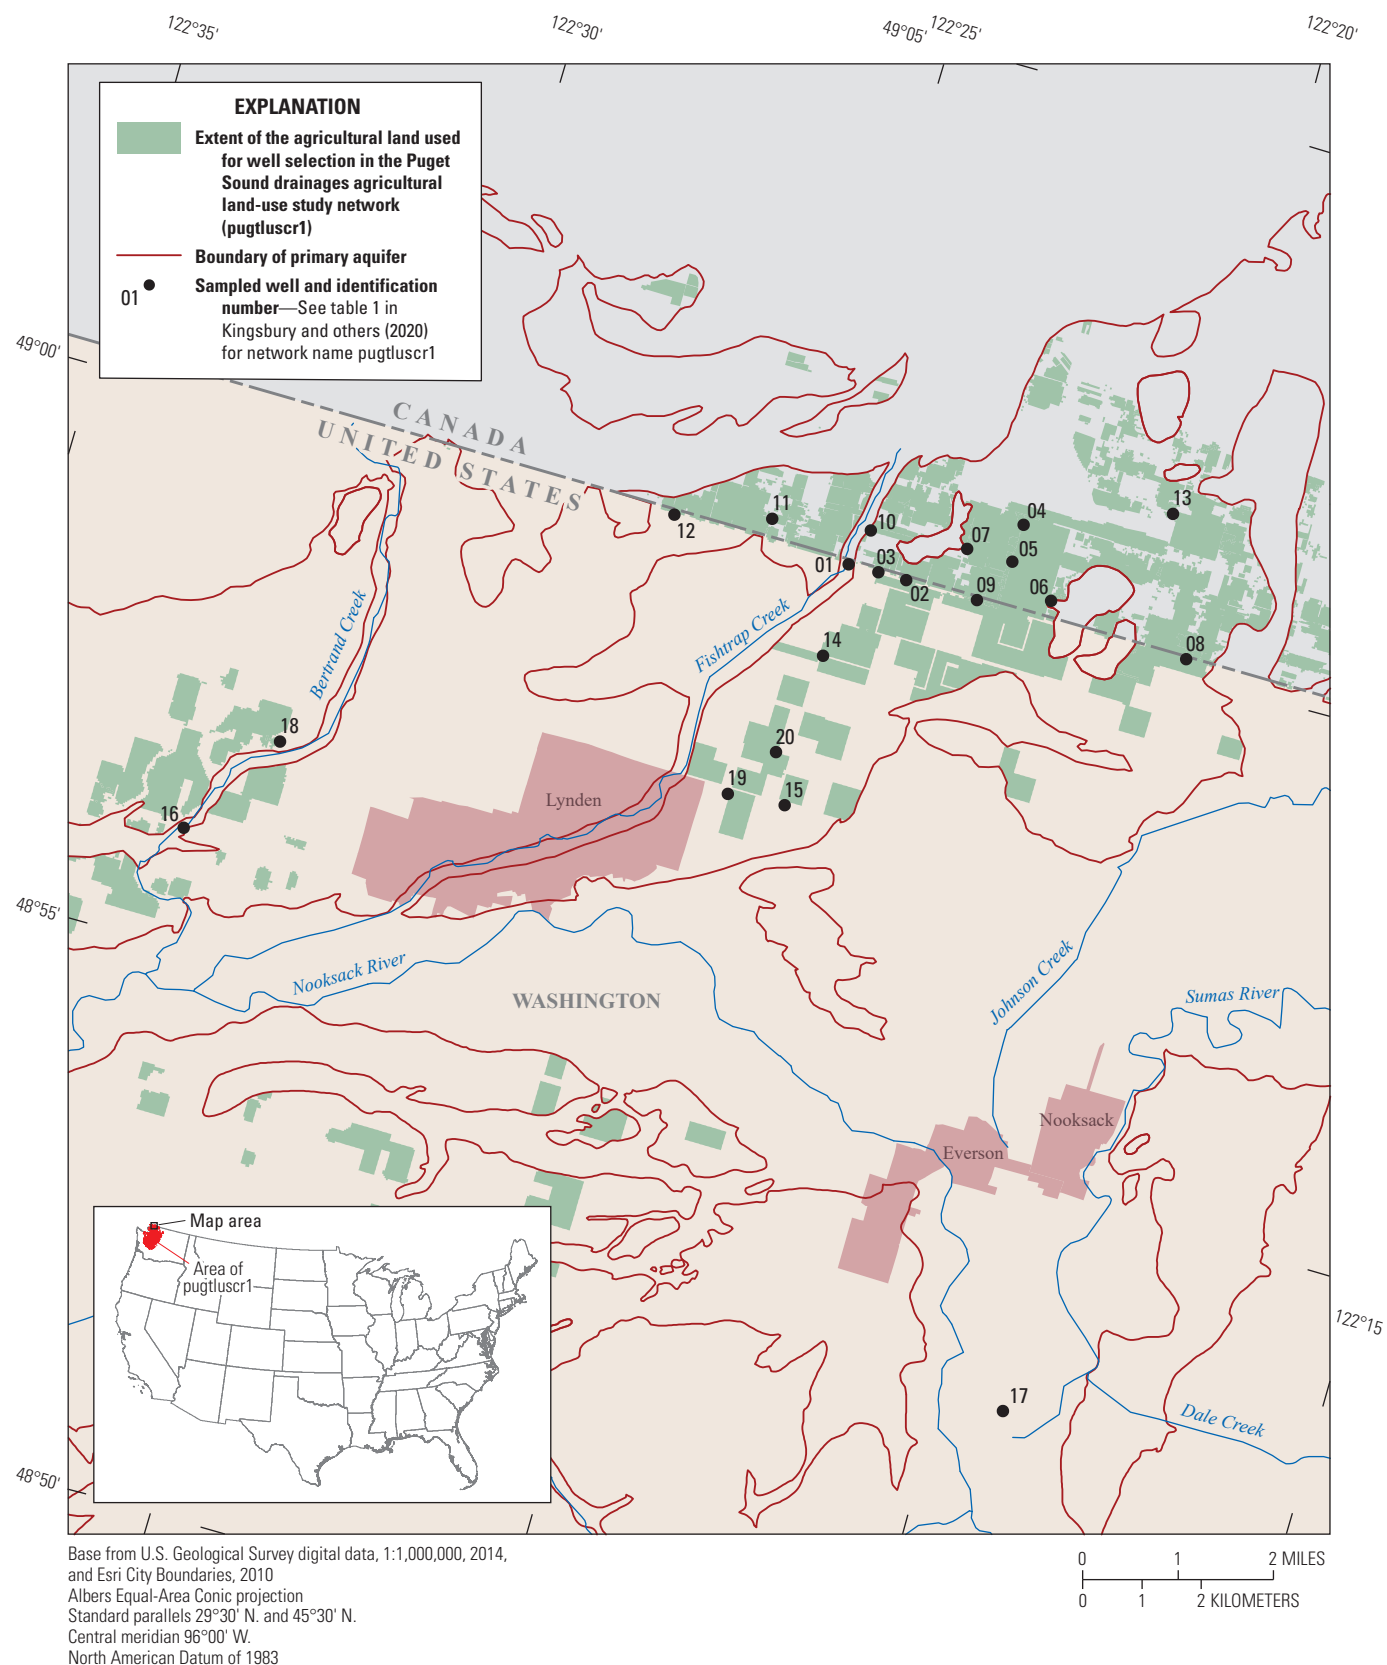 122°35'
122°30'
49°05'
122°25'
122°20'
EXPLANATION
Extent of the agricultural land used
for well selection in the Puget
Sound drainages agricultural
land-use study network
(pugtluscr1)
Boundary of primary aquifer
01
Sampled well and identification
number—See table 1 in
Kingsbury and others (2020)
for network name pugtluscr1
49°00'
CANADA
UNITED STATES
11
12
10
13
04
07
05
01
03
02
09
06
08
14
Fishtrap Creek
Bertrand Creek
18
20
19
15
16
Lynden
48°55'
Nooksack River
WASHINGTON
Johnson Creek
Sumas River
Nooksack
Everson
Map area
Area of
pugtluscr1
122°15'
17
Dale Creek
48°50'
Base from U.S. Geological Survey digital data, 1:1,000,000, 2014,
and Esri City Boundaries, 2010
Albers Equal-Area Conic projection
Standard parallels 29°30' N. and 45°30' N.
Central meridian 96°00' W.
North American Datum of 1983
0 1 2 MILES
0 1 2 KILOMETERS